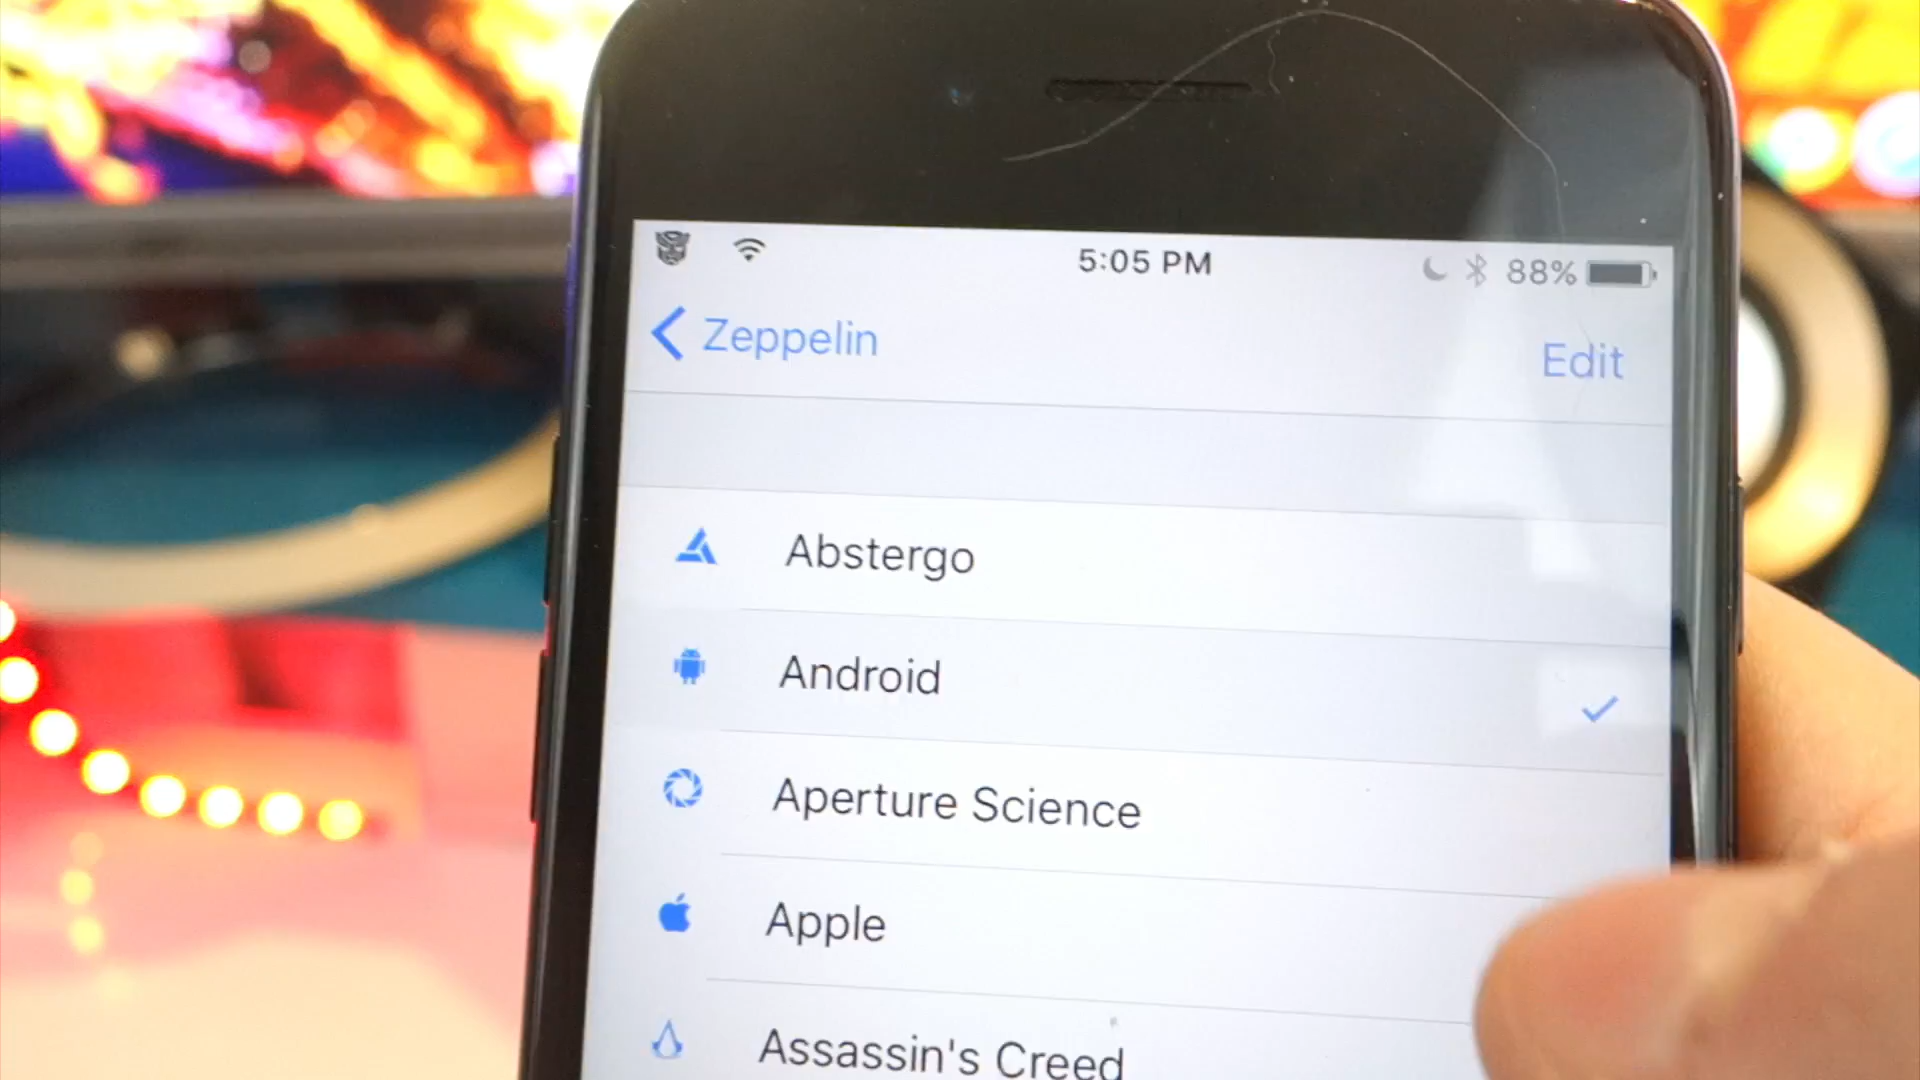 5:05 PM 88%
Zeppelin Edit
Abstergo
Android
Aperture Science
Apple
Assassin's Creed